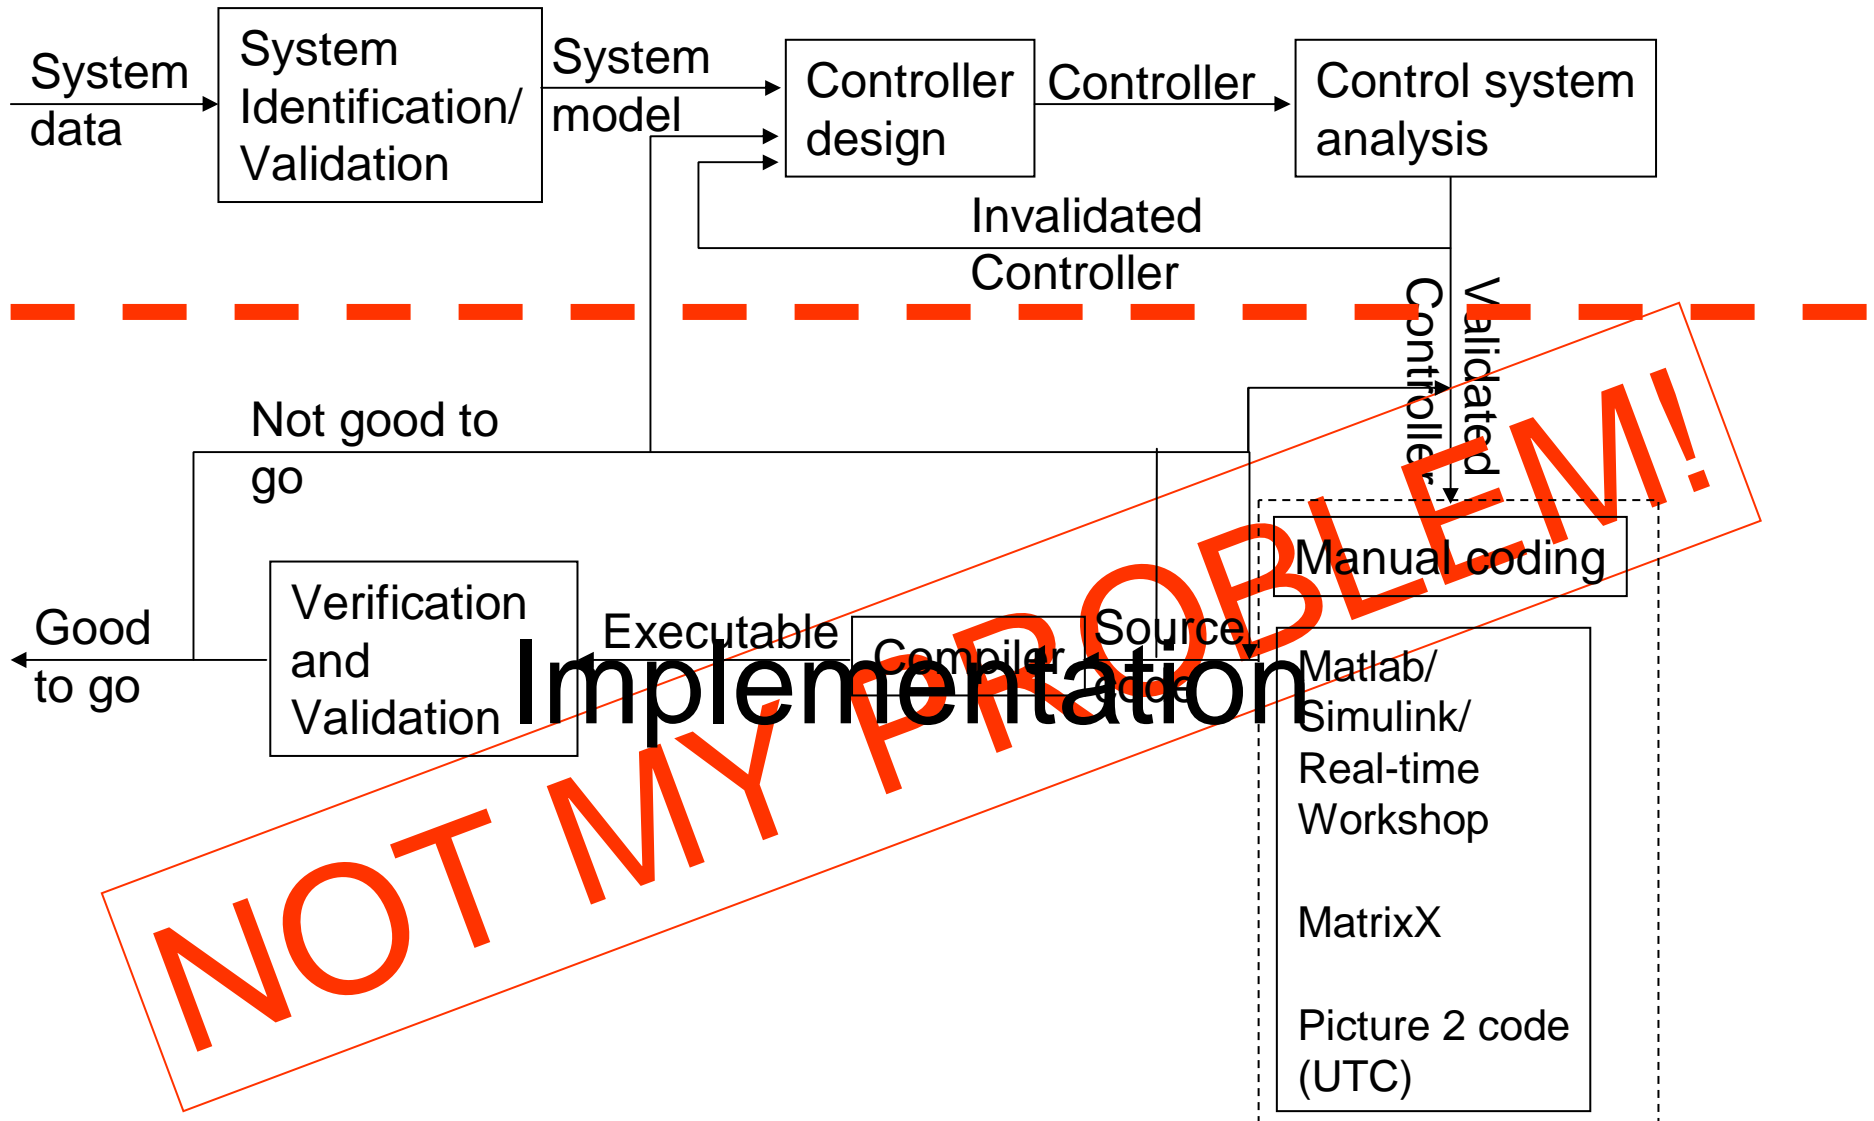 System
data
System
Identification/
Validation
System
model
Controller
design
Controller
Control system
analysis
Invalidated
Controller
Validated
Controller
Not good to
go
Manual coding
Good
to go
Verification
and
Validation
Executable
Compiler
Source
code
Implementation
Matlab/
Simulink/
Real-time
Workshop
MatrixX
Picture 2 code
(UTC)
NOT MY PROBLEM!